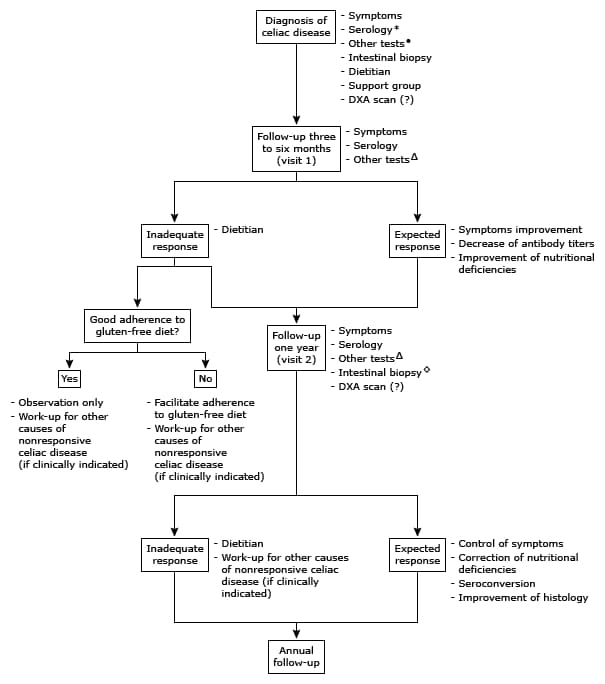 Diagnosis of
celiac disease
- Symptoms
- Serology*
- Other tests•
- Intestinal biopsy
- Dietitian
- Support group
- DXA scan (?)
Follow-up three
to six months
(visit 1)
- Symptoms
- Serology
- Other testsΔ
Inadequate
response
- Dietitian
Expected
response
- Symptoms improvement
- Decrease of antibody titers
- Improvement of nutritional
deficiencies
Good adherence to
gluten-free diet?
Follow-up
one year
(visit 2)
- Symptoms
- Serology
- Other testsΔ
- Intestinal biopsy◇
- DXA scan (?)
Yes
No
- Observation only
- Work-up for other
causes of
nonresponsive
celiac disease
(if clinically indicated)
- Facilitate adherence
to gluten-free diet
- Work-up for other
causes of
nonresponsive
celiac disease
(if clinically indicated)
Inadequate
response
- Dietitian
- Work-up for other causes
of nonresponsive celiac
disease (if clinically
indicated)
Expected
response
- Control of symptoms
- Correction of nutritional
deficiencies
- Seroconversion
- Improvement of histology
Annual
follow-up